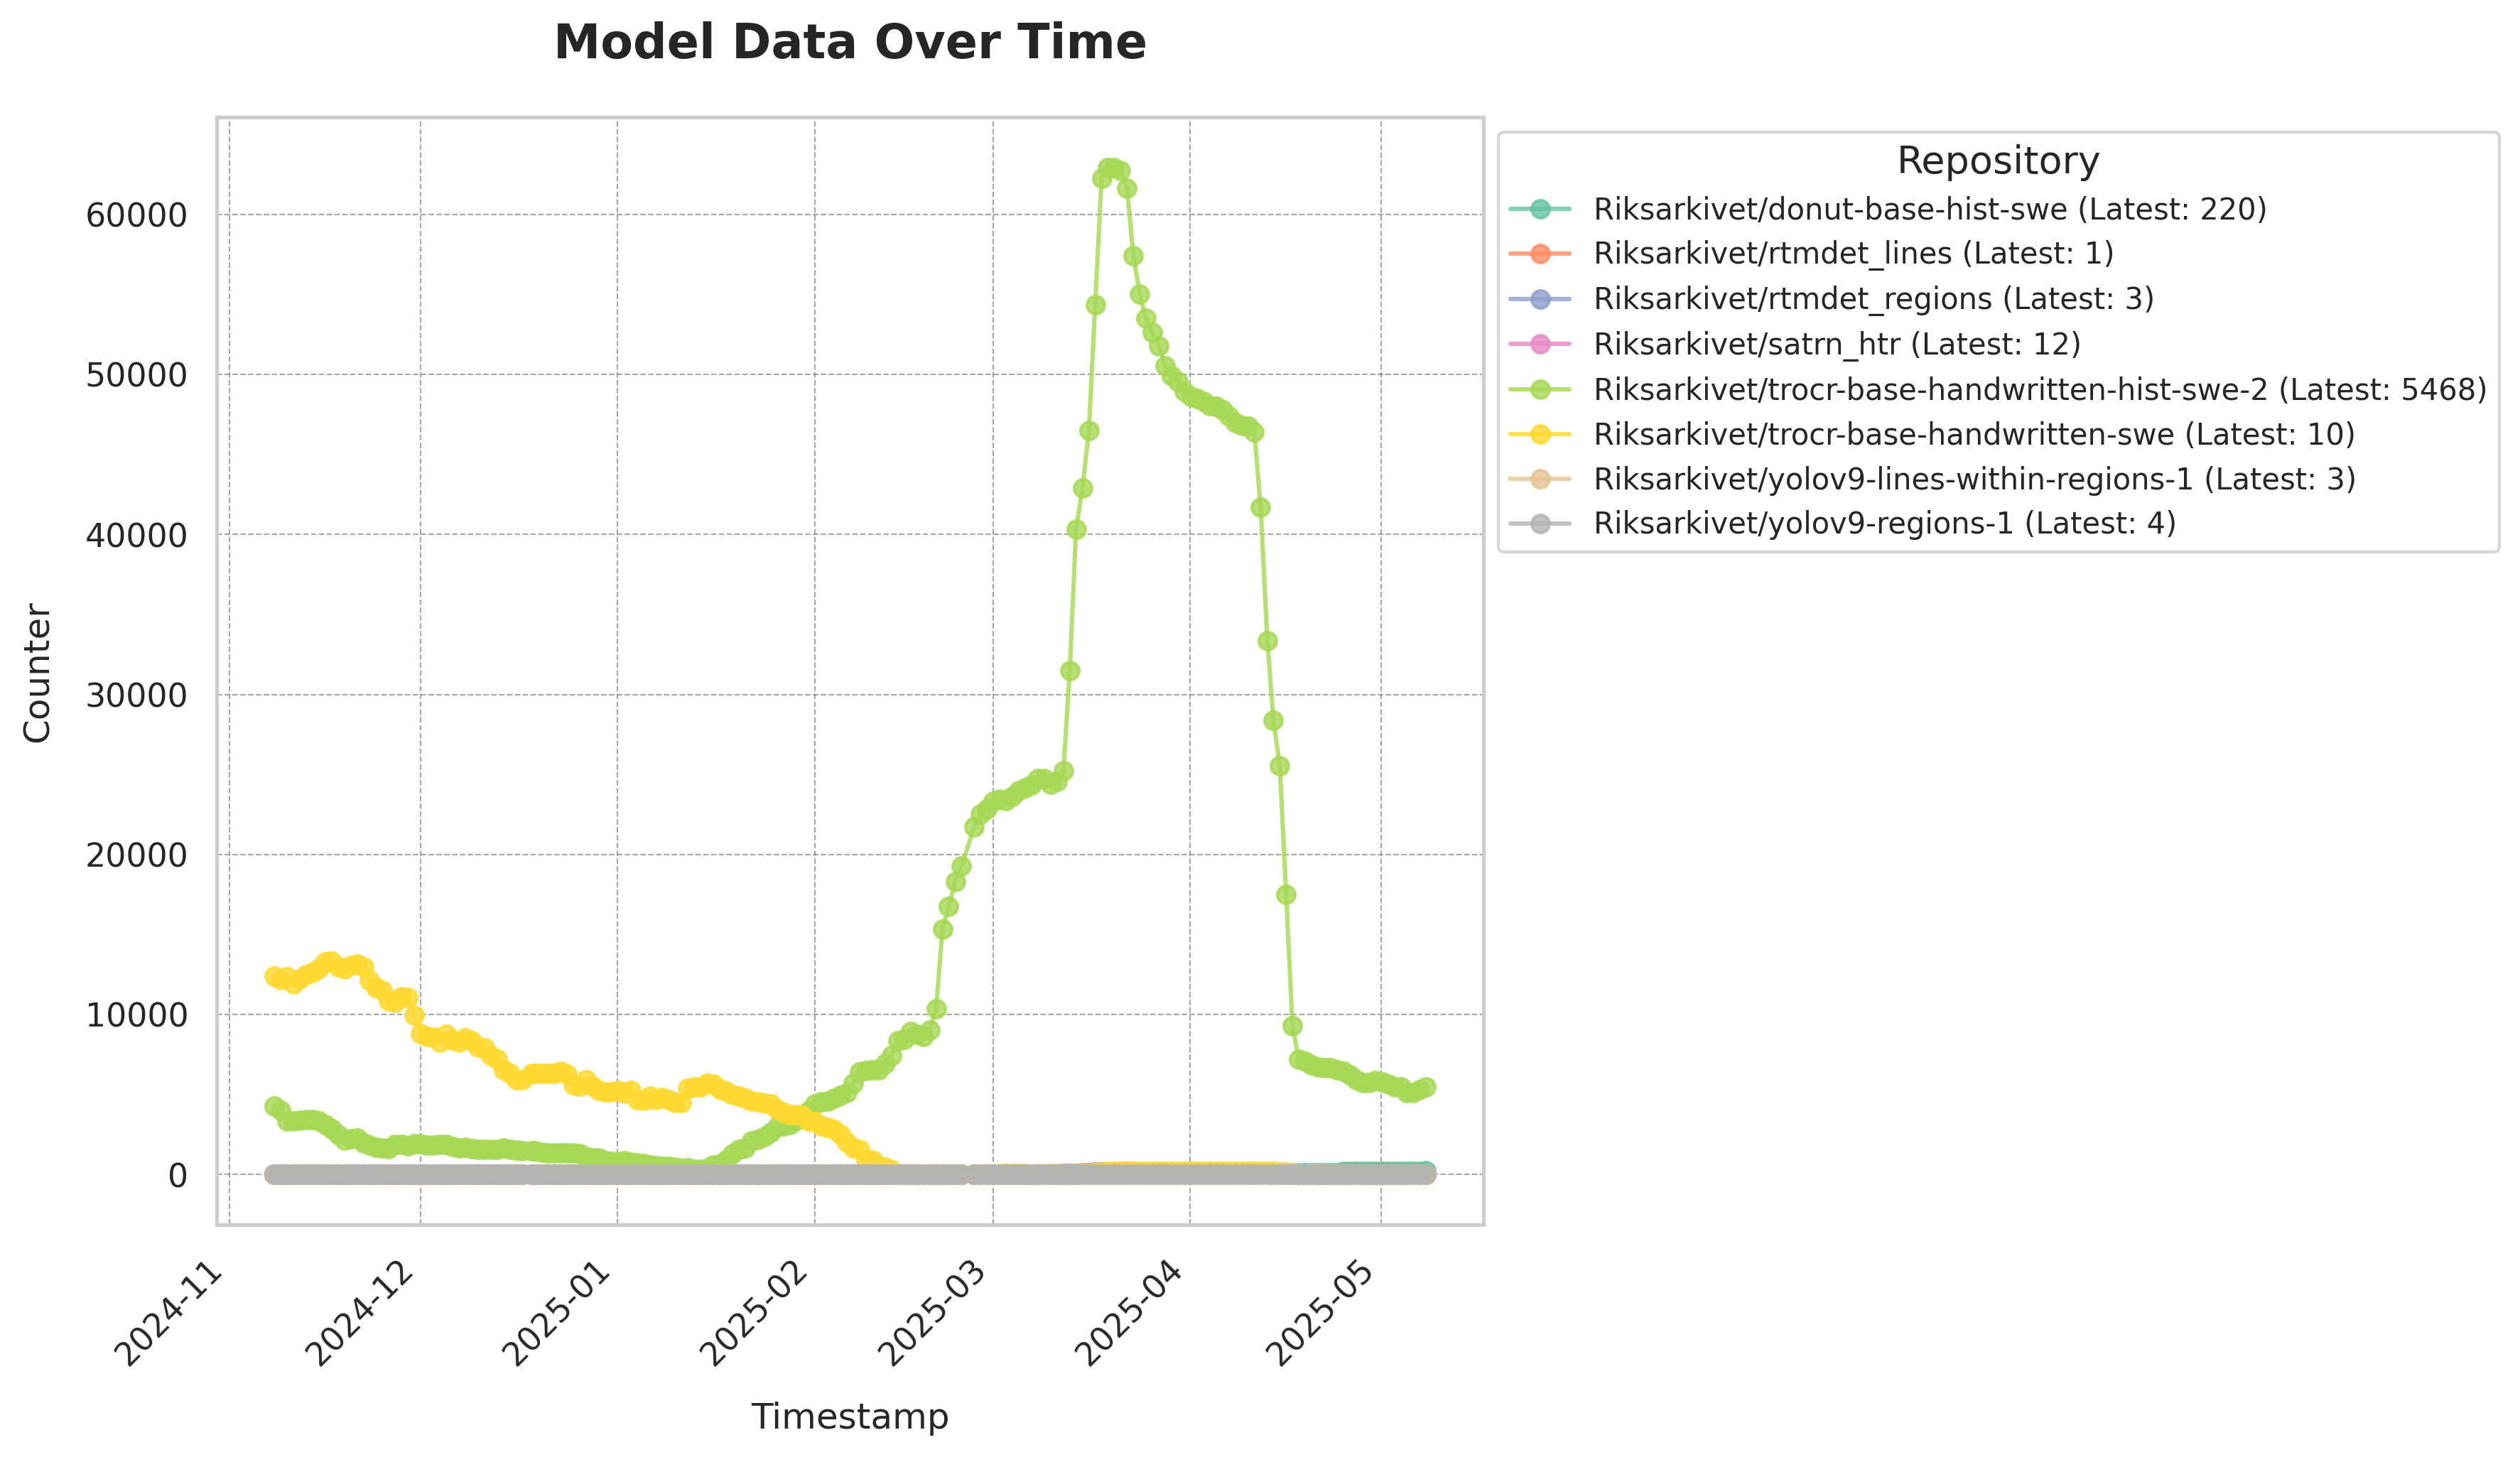 Model Data Over Time
Repository
Riksarkivet/donut-base-hist-swe (Latest: 220)
Riksarkivet/rtmdet_lines (Latest: 1)
Riksarkivet/rtmdet_regions (Latest: 3)
Riksarkivet/satrn_htr (Latest: 12)
Riksarkivet/trocr-base-handwritten-hist-swe-2 (Latest: 5468)
Riksarkivet/trocr-base-handwritten-swe (Latest: 10)
Riksarkivet/yolov9-lines-within-regions-1 (Latest: 3)
Riksarkivet/yolov9-regions-1 (Latest: 4)
Counter
60000
50000
40000
30000
20000
10000
0
2024-11
2024-12
2025-01
2025-02
2025-03
2025-04
2025-05
Timestamp